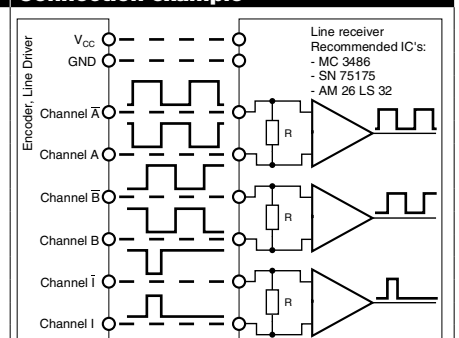 Connection example
Encoder, Line Driver
VCC
GND
Channel A̅
Channel A
Channel B̅
Channel B
Channel I̅
Channel I
Line receiver
Recommended IC's:
- MC 3486
- SN 75175
- AM 26 LS 32
R
R
R